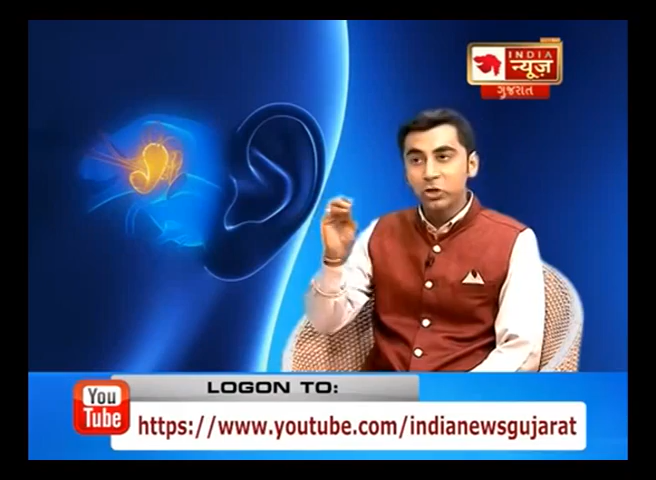 INDIA
न्यूज़
ગુજરાત
LOGON TO:
You
Tube
https://www.youtube.com/indianewsgujarat